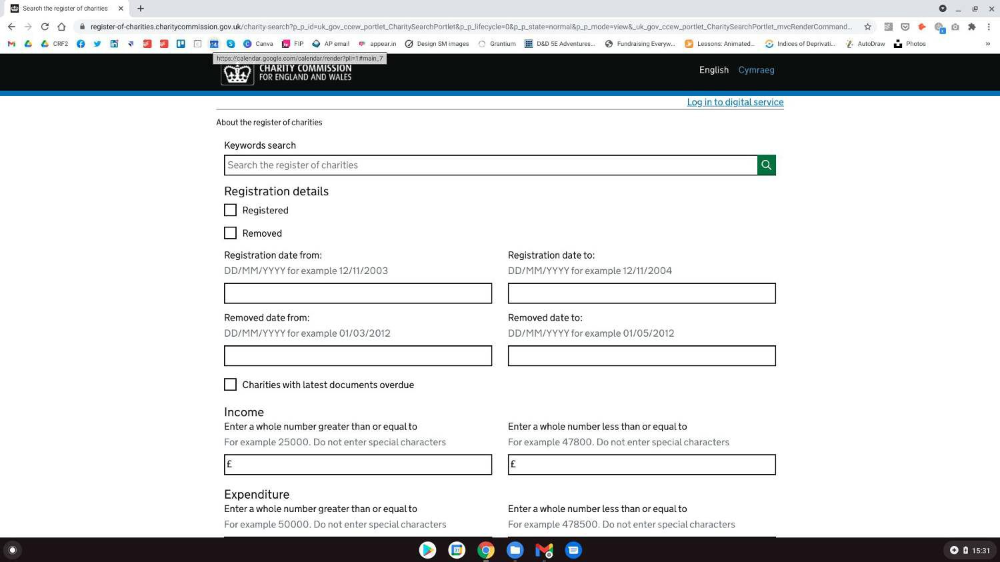 Search the register of charities
register-of-charities.charitycommission.gov.uk/charity-search?p_p_id=uk_gov_ccew_portlet_CharitySearchPortlet&p_p_lifecycle=0&p_p_state=normal&p_p_mode=view&_uk_gov_ccew_portlet_CharitySearchPortlet_mvcRenderCommand...
CRF2 Canva FIP AP email appear.in Design SM images Grantium D&D 5E Adventures... Fundraising Everyw... Lessons: Animated... Indices of Deprivati... AutoDraw Photos »
https://calendar.google.com/calendar/render?pli=1#main_7
CHARITY COMMISSION
FOR ENGLAND AND WALES
English Cymraeg
Log in to digital service
About the register of charities
Keywords search
Search the register of charities
Registration details
Registered
Removed
Registration date from: Registration date to:
DD/MM/YYYY for example 12/11/2003 DD/MM/YYYY for example 12/11/2004
Removed date from: Removed date to:
DD/MM/YYYY for example 01/03/2012 DD/MM/YYYY for example 01/05/2012
Charities with latest documents overdue
Income
Enter a whole number greater than or equal to Enter a whole number less than or equal to
For example 25000. Do not enter special characters For example 47800. Do not enter special characters
£ £
Expenditure
Enter a whole number greater than or equal to Enter a whole number less than or equal to
For example 50000. Do not enter special characters For example 478500. Do not enter special characters
15:31